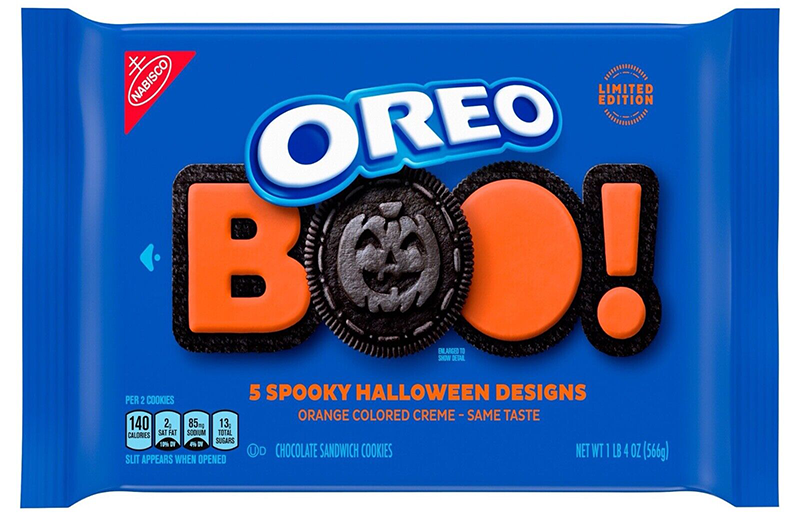 NABISCO
LIMITED
EDITION
OREO
BOO!
ENLARGED TO
SHOW DETAIL
5 SPOOKY HALLOWEEN DESIGNS
ORANGE COLORED CREME - SAME TASTE
PER 2 COOKIES
140
CALORIES
2g
SAT FAT
10% DV
85mg
SODIUM
4% DV
13g
TOTAL
SUGARS
SLIT APPEARS WHEN OPENED
UD CHOCOLATE SANDWICH COOKIES
NET WT 1 LB 4 OZ (566g)